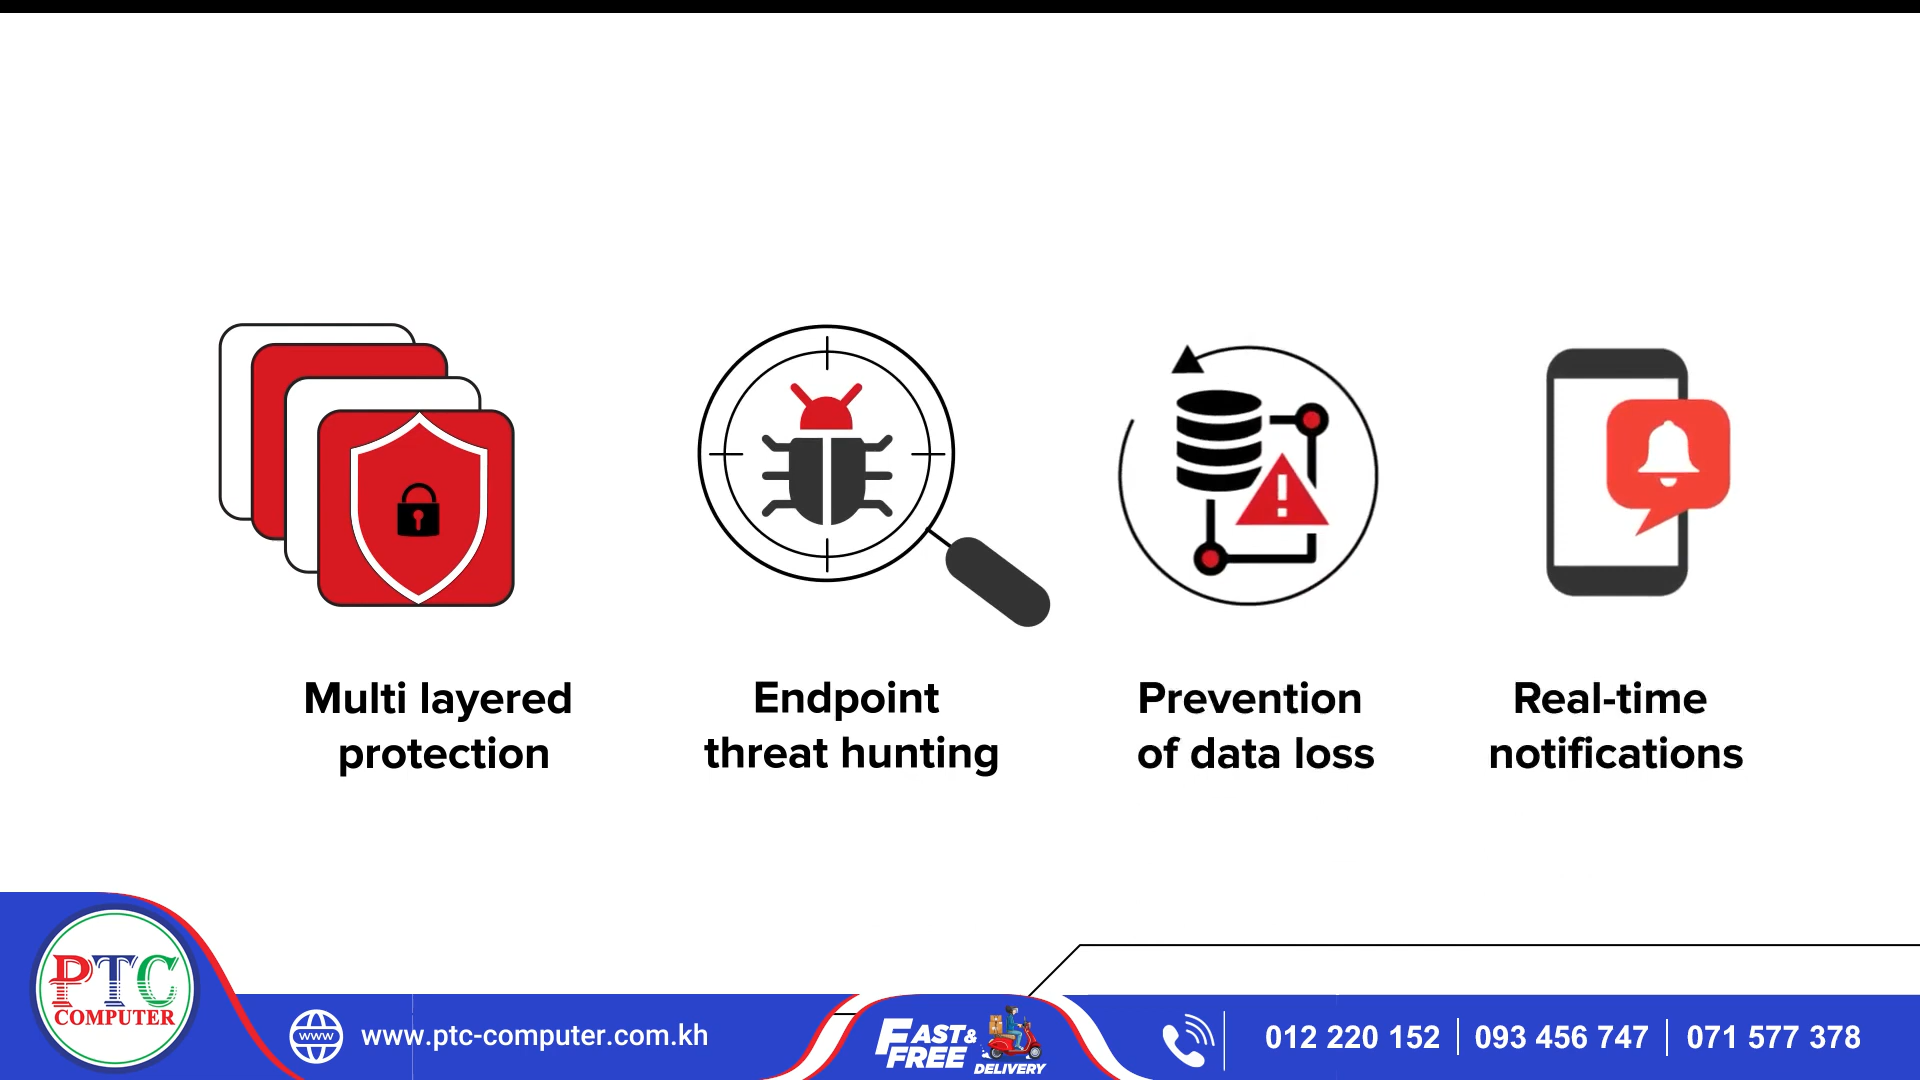 Multi layered
protection
Endpoint
threat hunting
Prevention
of data loss
Real-time
notifications
PTC
COMPUTER
www
www.ptc-computer.com.kh
FAST &
FREE
DELIVERY
012 220 152 | 093 456 747 | 071 577 378